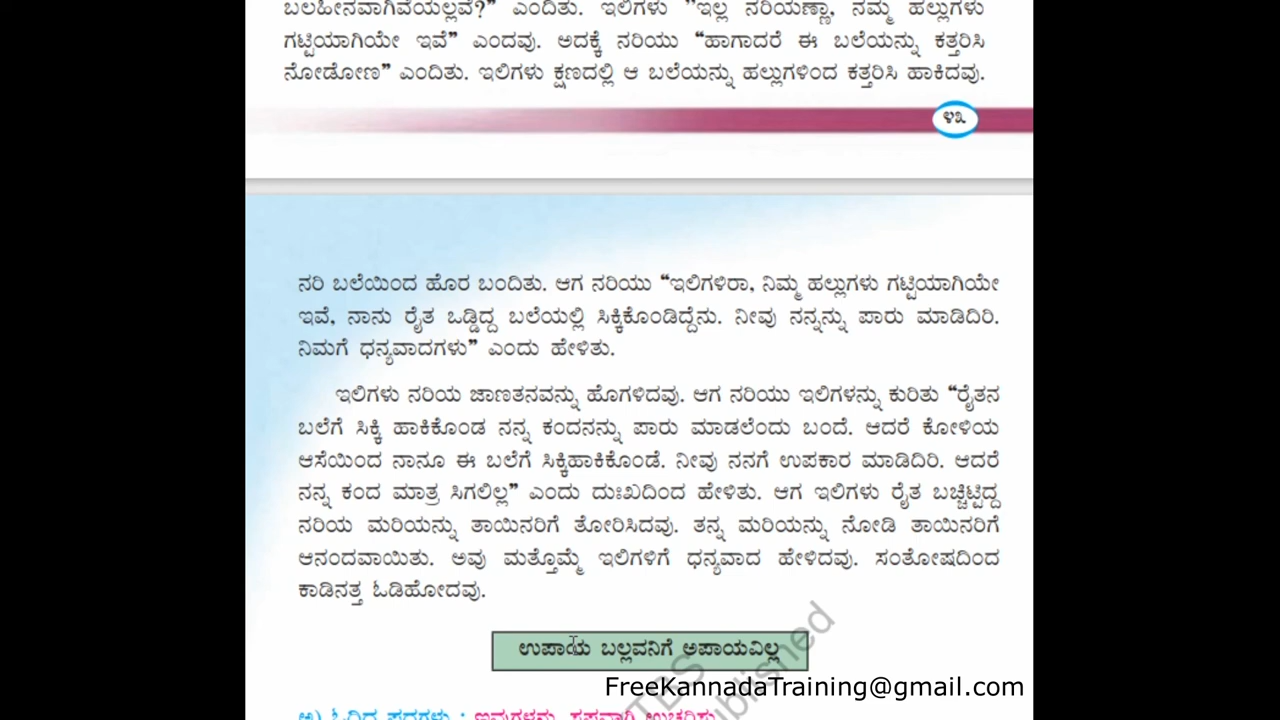 ಬಲಹೀನವಾಗಿವೆಯಲ್ಲವೆ?” ಎಂದಿತು. ಇಲಿಗಳು ”ಇಲ್ಲ ನರಿಯಣ್ಣಾ, ನಮ್ಮ ಹಲ್ಲುಗಳು
ಗಟ್ಟಿಯಾಗಿಯೇ ಇವೆ” ಎಂದವು. ಅದಕ್ಕೆ ನರಿಯು “ಹಾಗಾದರೆ ಈ ಬಲೆಯನ್ನು ಕತ್ತರಿಸಿ
ನೋಡೋಣ” ಎಂದಿತು. ಇಲಿಗಳು ಕ್ಷಣದಲ್ಲಿ ಆ ಬಲೆಯನ್ನು ಹಲ್ಲುಗಳಿಂದ ಕತ್ತರಿಸಿ ಹಾಕಿದವು.
೪೩
ನರಿ ಬಲೆಯಿಂದ ಹೊರ ಬಂದಿತು. ಆಗ ನರಿಯು “ಇಲಿಗಳಿರಾ, ನಿಮ್ಮ ಹಲ್ಲುಗಳು ಗಟ್ಟಿಯಾಗಿಯೇ
ಇವೆ, ನಾನು ರೈತ ಒಡ್ಡಿದ್ದ ಬಲೆಯಲ್ಲಿ ಸಿಕ್ಕಿಕೊಂಡಿದ್ದೆನು. ನೀವು ನನ್ನನ್ನು ಪಾರು ಮಾಡಿದಿರಿ.
ನಿಮಗೆ ಧನ್ಯವಾದಗಳು” ಎಂದು ಹೇಳಿತು.
ಇಲಿಗಳು ನರಿಯ ಜಾಣತನವನ್ನು ಹೊಗಳಿದವು. ಆಗ ನರಿಯು ಇಲಿಗಳನ್ನು ಕುರಿತು “ರೈತನ
ಬಲೆಗೆ ಸಿಕ್ಕಿ ಹಾಕಿಕೊಂಡ ನನ್ನ ಕಂದನನ್ನು ಪಾರು ಮಾಡಲೆಂದು ಬಂದೆ. ಆದರೆ ಕೋಳಿಯ
ಆಸೆಯಿಂದ ನಾನೂ ಈ ಬಲೆಗೆ ಸಿಕ್ಕಿಹಾಕಿಕೊಂಡೆ. ನೀವು ನನಗೆ ಉಪಕಾರ ಮಾಡಿದಿರಿ. ಆದರೆ
ನನ್ನ ಕಂದ ಮಾತ್ರ ಸಿಗಲಿಲ್ಲ” ಎಂದು ದುಃಖದಿಂದ ಹೇಳಿತು. ಆಗ ಇಲಿಗಳು ರೈತ ಬಚ್ಚಿಟ್ಟಿದ್ದ
ನರಿಯ ಮರಿಯನ್ನು ತಾಯಿನರಿಗೆ ತೋರಿಸಿದವು. ತನ್ನ ಮರಿಯನ್ನು ನೋಡಿ ತಾಯಿನರಿಗೆ
ಆನಂದವಾಯಿತು. ಅವು ಮತ್ತೊಮ್ಮೆ ಇಲಿಗಳಿಗೆ ಧನ್ಯವಾದ ಹೇಳಿದವು. ಸಂತೋಷದಿಂದ
ಕಾಡಿನತ್ತ ಓಡಿಹೋದವು.
ಉಪಾಯ ಬಲ್ಲವನಿಗೆ ಅಪಾಯವಿಲ್ಲ
FreeKannadaTraining@gmail.com